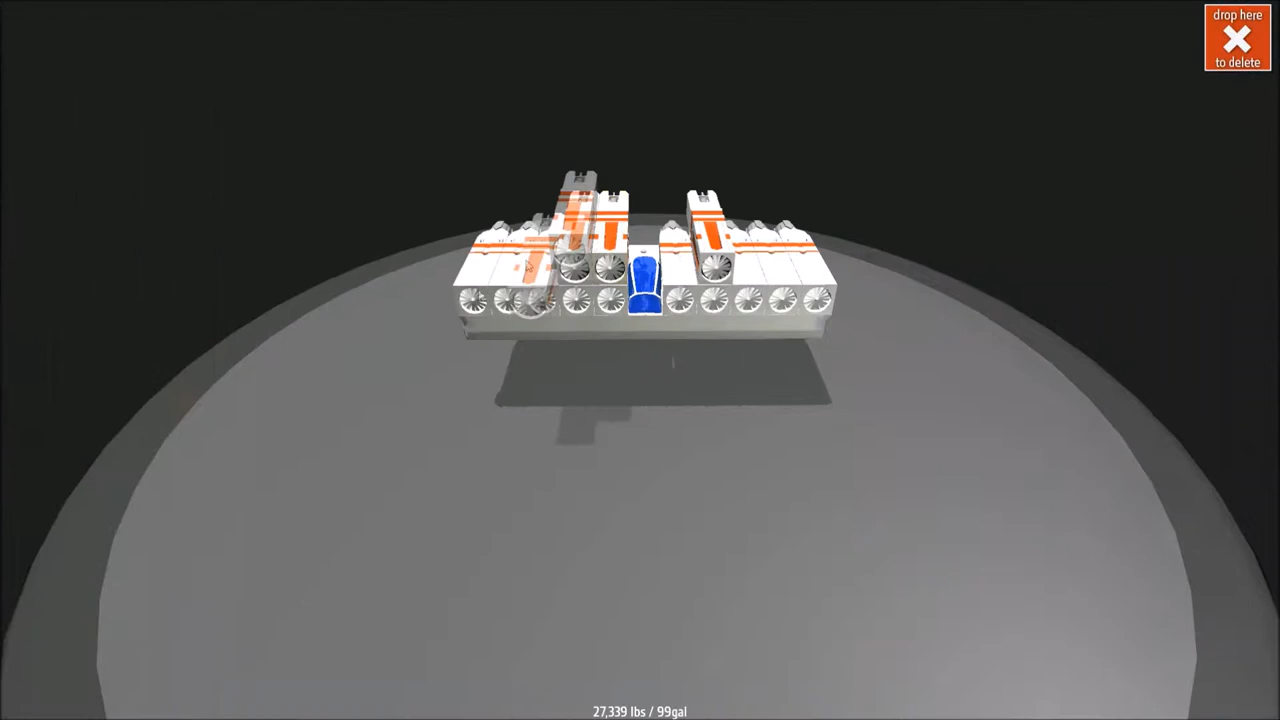 drop here
to delete
27,339 lbs / 99gal